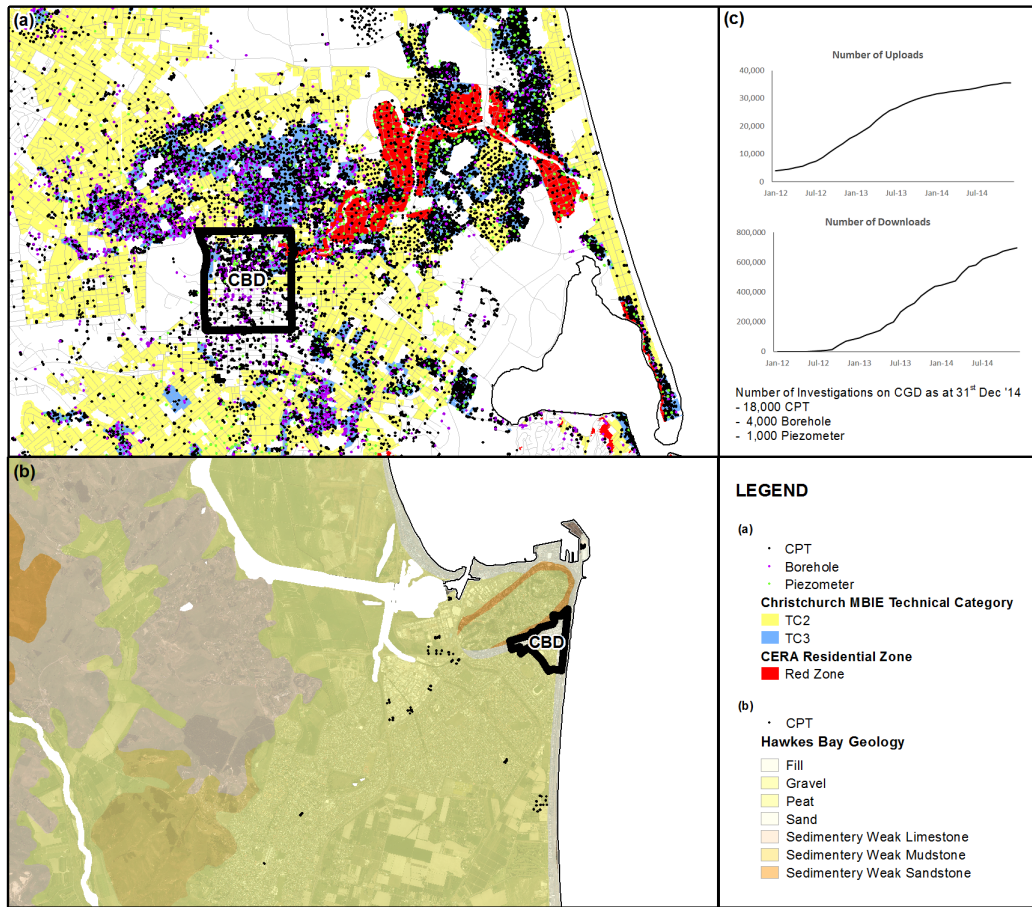 (a)
CBD
(b)
CBD
(c)
Number of Uploads
40,000
30,000
20,000
10,000
0
Jan-12
Jul-12
Jan-13
Jul-13
Jan-14
Jul-14
Number of Downloads
800,000
600,000
400,000
200,000
0
Jan-12
Jul-12
Jan-13
Jul-13
Jan-14
Jul-14
Number of Investigations on CGD as at 31st Dec '14
- 18,000 CPT
- 4,000 Borehole
- 1,000 Piezometer
LEGEND
(a)
CPT
Borehole
Piezometer
Christchurch MBIE Technical Category
TC2
TC3
CERA Residential Zone
Red Zone
(b)
CPT
Hawkes Bay Geology
Fill
Gravel
Peat
Sand
Sedimentery Weak Limestone
Sedimentery Weak Mudstone
Sedimentery Weak Sandstone